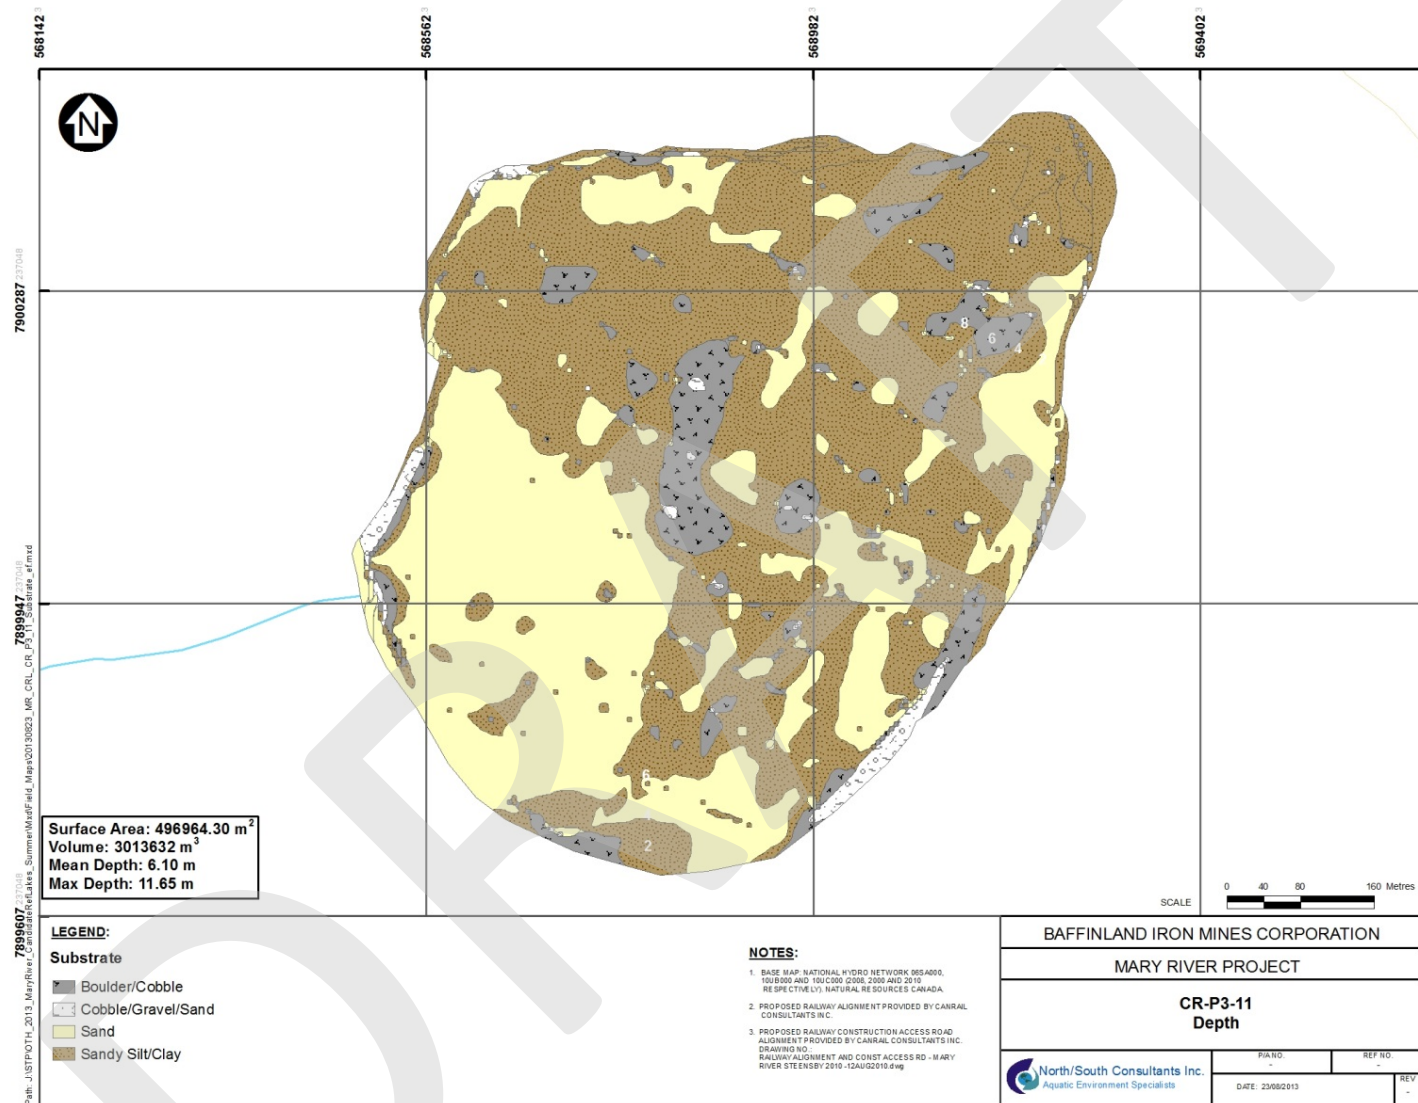 568142
568562
568982
569402
N
7900287
7899947
7899607
8
6
4
6
2
Surface Area: 496964.30 m²
Volume: 3013632 m³
Mean Depth: 6.10 m
Max Depth: 11.65 m
SCALE
0 40 80 160 Metres
LEGEND:
Substrate
Boulder/Cobble
Cobble/Gravel/Sand
Sand
Sandy Silt/Clay
NOTES:
1. BASE MAP: NATIONAL HYDRO NETWORK 06SA000,
10UB000 AND 10UC000 (2008, 2000 AND 2010
RESPECTIVELY). NATURAL RESOURCES CANADA.
2. PROPOSED RAILWAY ALIGNMENT PROVIDED BY CANRAIL
CONSULTANTS INC.
3. PROPOSED RAILWAY CONSTRUCTION ACCESS ROAD
ALIGNMENT PROVIDED BY CANRAIL CONSULTANTS INC.
DRAWING NO.:
RAILWAY ALIGNMENT AND CONST ACCESS RD - MARY
RIVER STEENSBY 2010 -12AUG2010.dwg
BAFFINLAND IRON MINES CORPORATION
MARY RIVER PROJECT
CR-P3-11
Depth
North/South Consultants Inc.
Aquatic Environment Specialists
P/A NO.
-
REF NO.
-
DATE: 23/08/2013
REV
-
DRAFT